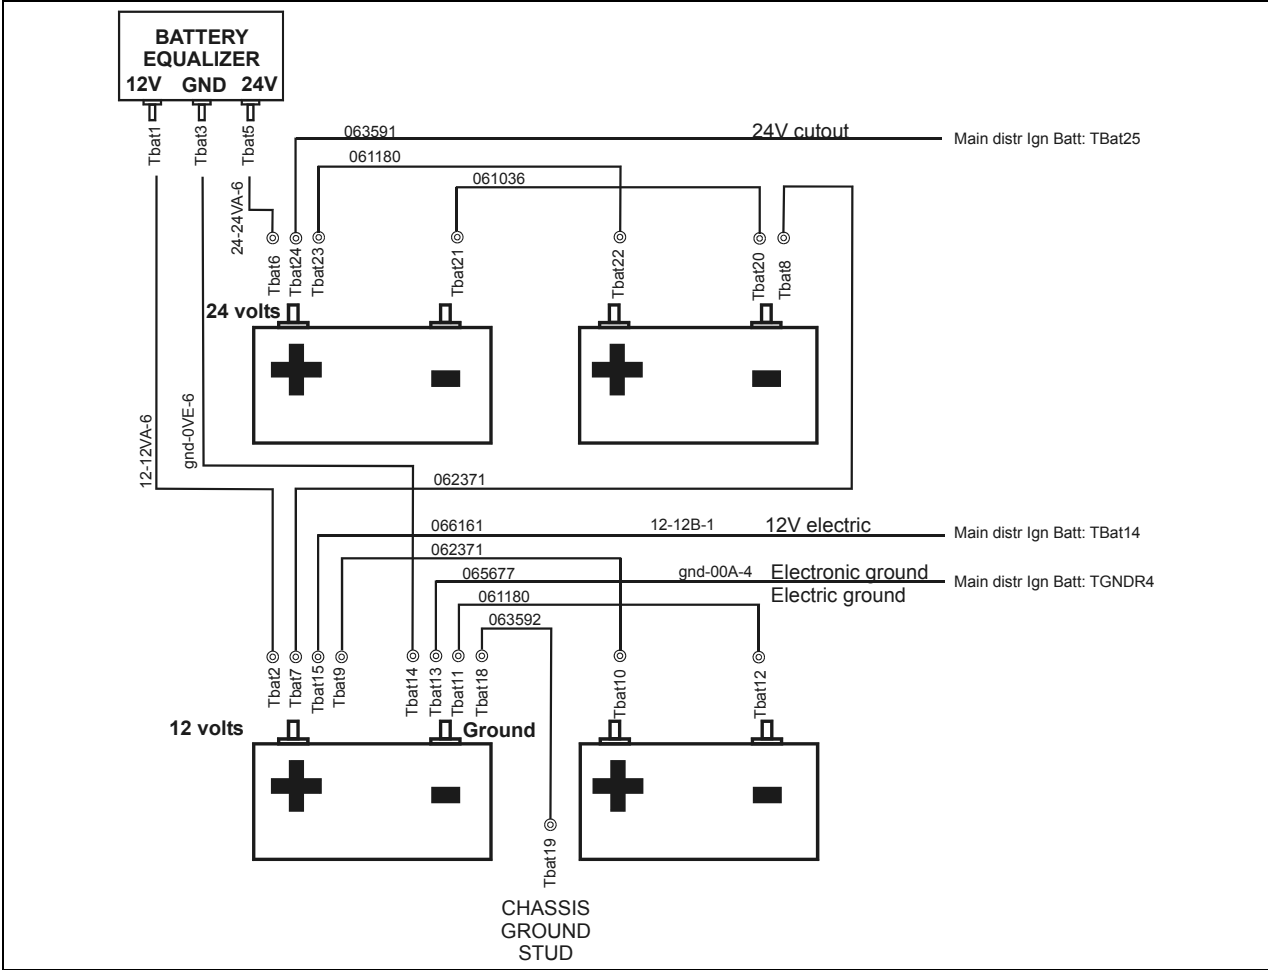 BATTERY
EQUALIZER
12V GND 24V
Tbat1
Tbat3
Tbat5
063591
24V cutout
Main distr Ign Batt: TBat25
061180
061036
24-24VA-6
Tbat6
Tbat24
Tbat23
Tbat21
Tbat22
Tbat20
Tbat8
24 volts
12-12VA-6
gnd-0VE-6
062371
066161
12-12B-1
12V electric
Main distr Ign Batt: TBat14
062371
065677
gnd-00A-4
Electronic ground
Main distr Ign Batt: TGNDR4
061180
Electric ground
063592
Tbat2
Tbat7
Tbat15
Tbat9
Tbat14
Tbat13
Tbat11
Tbat18
Tbat10
Tbat12
12 volts
Ground
Tbat19
CHASSIS
GROUND
STUD